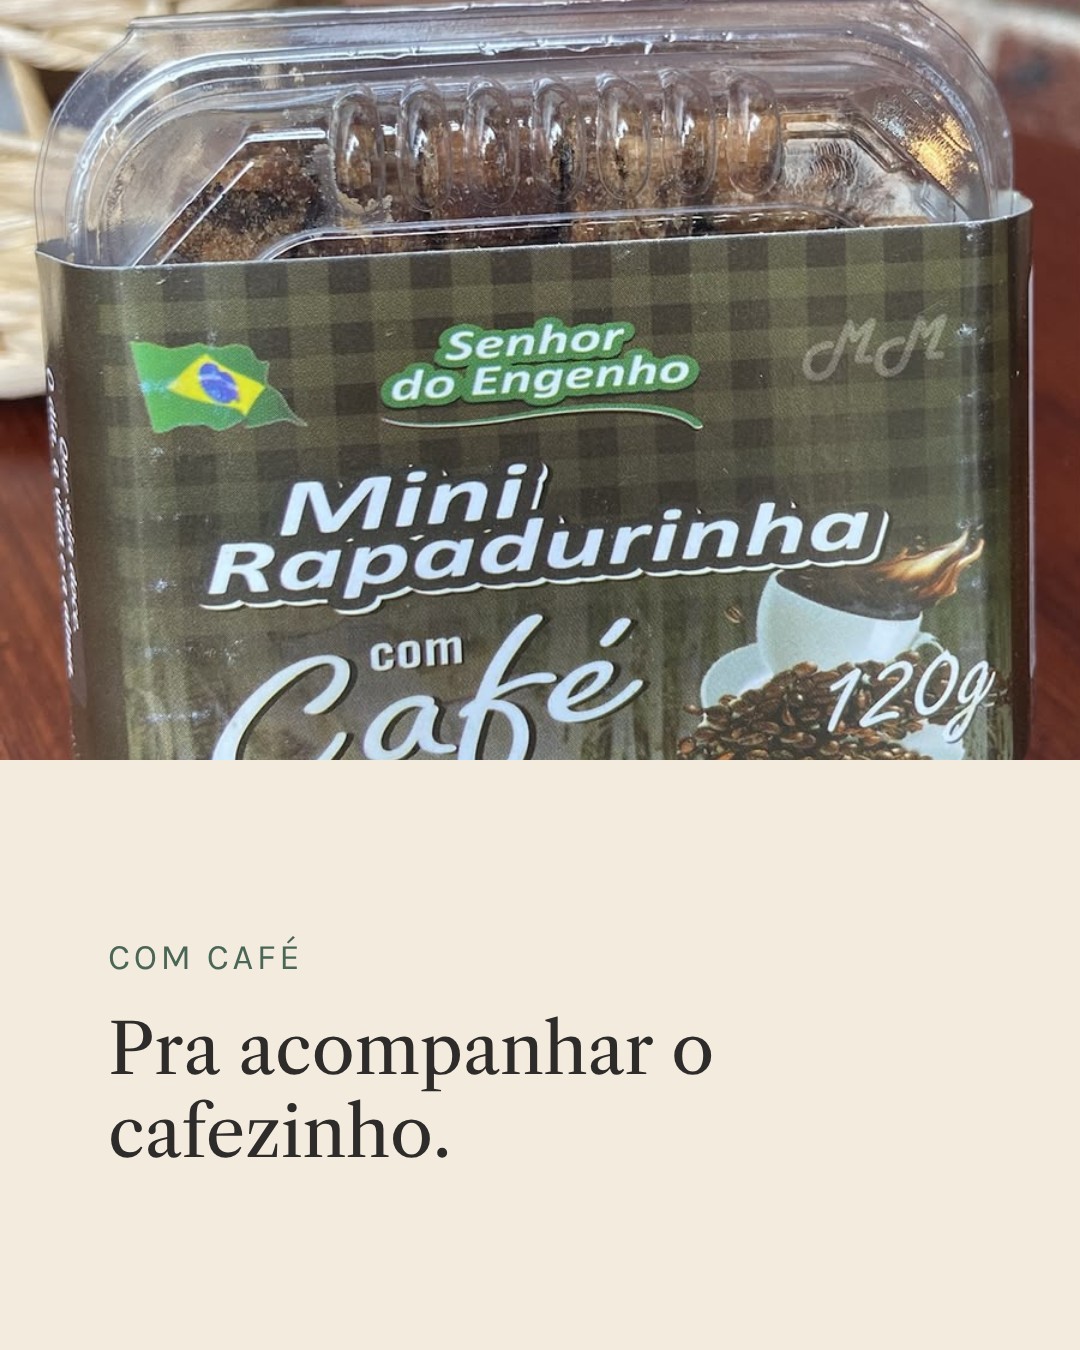 Senhor
do Engenho
MM
Mini
Rapadurinha
com
Café
120g
COM CAFÉ
Pra acompanhar o
cafezinho.